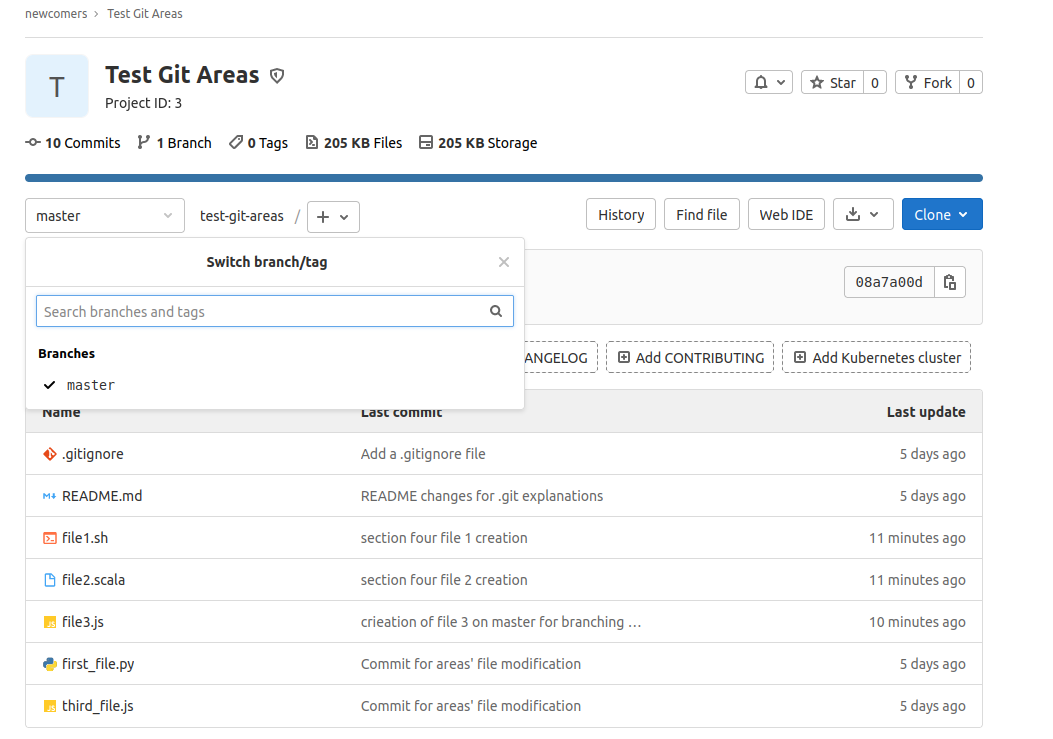 newcomers › Test Git Areas
T
Test Git Areas
Project ID: 3
Star 0
Fork 0
10 Commits 1 Branch 0 Tags 205 KB Files 205 KB Storage
master test-git-areas / + History Find file Web IDE Clone
Switch branch/tag ×
08a7a00d
Search branches and tags
Branches
master
ANGELOG Add CONTRIBUTING Add Kubernetes cluster
Name Last commit Last update
.gitignore Add a .gitignore file 5 days ago
README.md README changes for .git explanations 5 days ago
file1.sh section four file 1 creation 11 minutes ago
file2.scala section four file 2 creation 11 minutes ago
file3.js crieation of file 3 on master for branching … 10 minutes ago
first_file.py Commit for areas' file modification 5 days ago
third_file.js Commit for areas' file modification 5 days ago